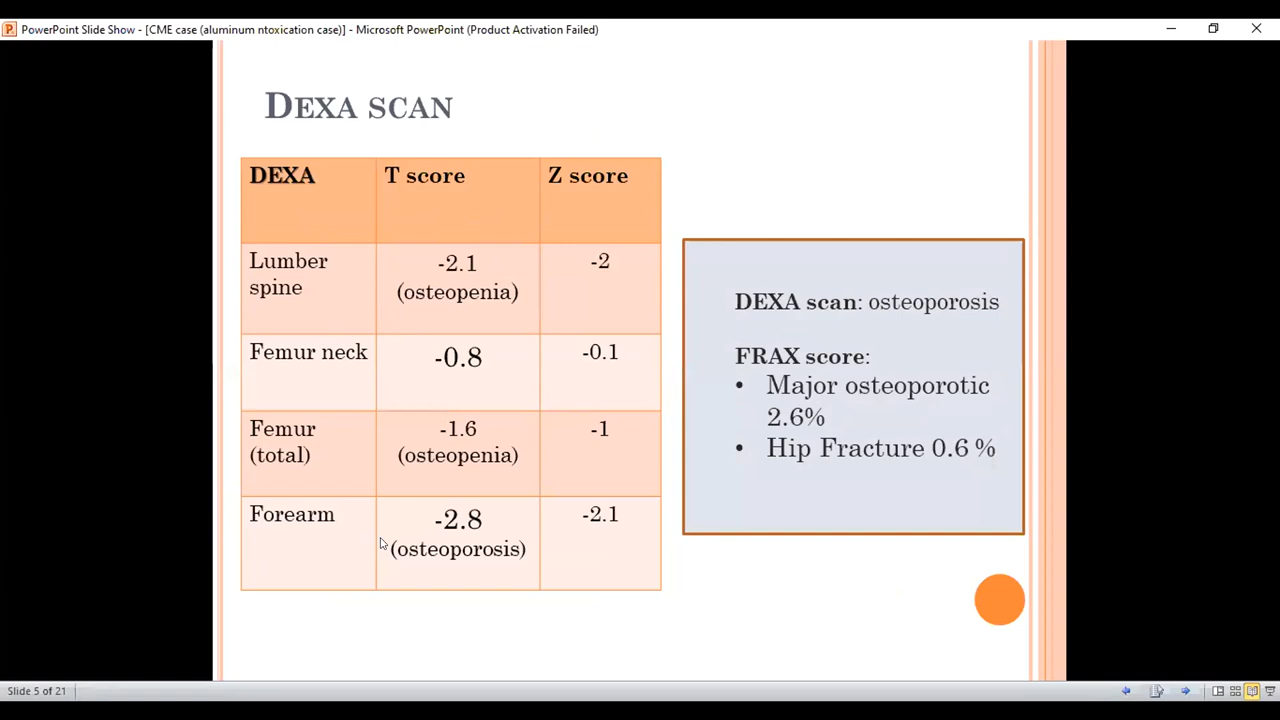 PowerPoint Slide Show - [CME case (aluminum ntoxication case)] - Microsoft PowerPoint (Product Activation Failed)
DEXA SCAN
DEXA T score Z score
Lumber spine -2.1 (osteopenia) -2
Femur neck -0.8 -0.1
Femur (total) -1.6 (osteopenia) -1
Forearm -2.8 (osteoporosis) -2.1
DEXA scan: osteoporosis
FRAX score:
• Major osteoporotic
2.6%
• Hip Fracture 0.6 %
Slide 5 of 21